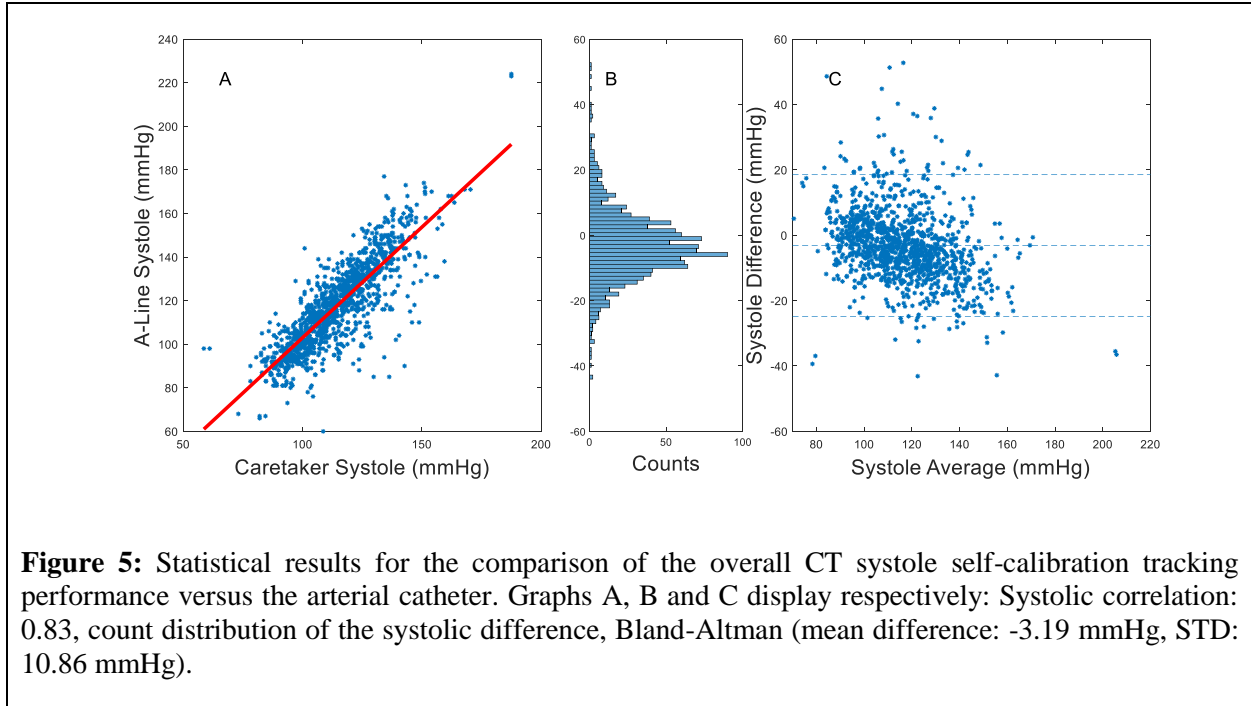 A
240
220
200
180
160
140
120
100
80
60
A-Line Systole (mmHg)
50 100 150 200
Caretaker Systole (mmHg)
B
60
40
20
0
-20
-40
-60
0 50 100
Counts
C
60
40
20
0
-20
-40
-60
Systole Difference (mmHg)
80 100 120 140 160 180 200 220
Systole Average (mmHg)
Figure 5: Statistical results for the comparison of the overall CT systole self-calibration tracking
performance versus the arterial catheter. Graphs A, B and C display respectively: Systolic correlation:
0.83, count distribution of the systolic difference, Bland-Altman (mean difference: -3.19 mmHg, STD:
10.86 mmHg).